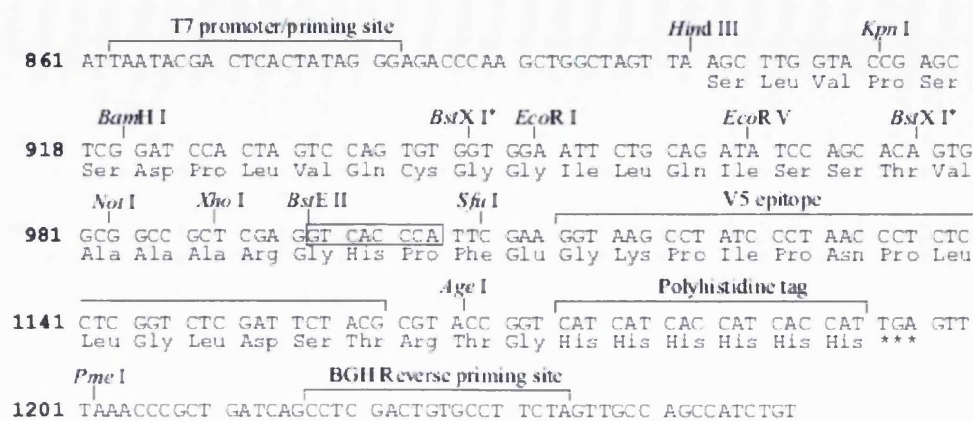 T7 promoter/priming site Hind III Kpn I
861 ATTAATACGA CTCACTATAG GGAGACCCAA GCTGGCTAGT TA AGC TTG GTA CCG AGC
Ser Leu Val Pro Ser
BamH I BstX I* EcoR I EcoR V BstX I*
918 TCG GAT CCA CTA GTC CAG TGT GGT GGA ATT CTG CAG ATA TCC AGC ACA GTG
Ser Asp Pro Leu Val Gln Cys Gly Gly Ile Leu Gln Ile Ser Ser Thr Val
Not I Xho I BstE II Sfu I V5 epitope
981 GCG GCC GCT CGA GGT CAC CCA TTC GAA GGT AAG CCT ATC CCT AAC CCT CTC
Ala Ala Ala Arg Gly His Pro Phe Glu Gly Lys Pro Ile Pro Asn Pro Leu
Age I Polyhistidine tag
1141 CTC GGT CTC GAT TCT ACG CGT ACC GGT CAT CAT CAC CAT CAC CAT TGA GTT
Leu Gly Leu Asp Ser Thr Arg Thr Gly His His His His His His ***
Pme I BGH Reverse priming site
1201 TAAACCCGCT GATCAGCCTC GACTGTGCCT TCTAGTTGCC AGCCATCTGT